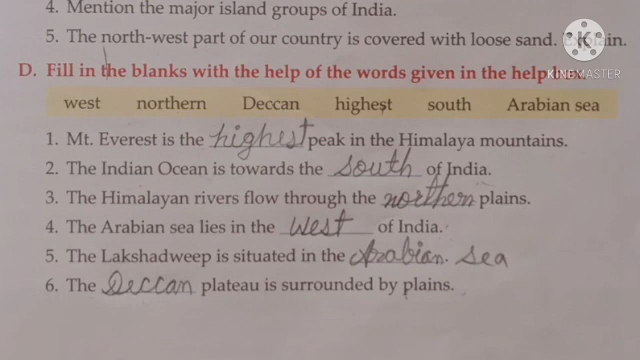 4. Mention the major island groups of India.
5. The north-west part of our country is covered with loose sand. Explain.
D. Fill in the blanks with the help of the words given in the helpbox.
west northern Deccan highest south Arabian sea
1. Mt. Everest is the highest peak in the Himalaya mountains.
2. The Indian Ocean is towards the south of India.
3. The Himalayan rivers flow through the northern plains.
4. The Arabian sea lies in the west of India.
5. The Lakshadweep is situated in the Arabian. sea
6. The Deccan plateau is surrounded by plains.
K
KINEMASTER